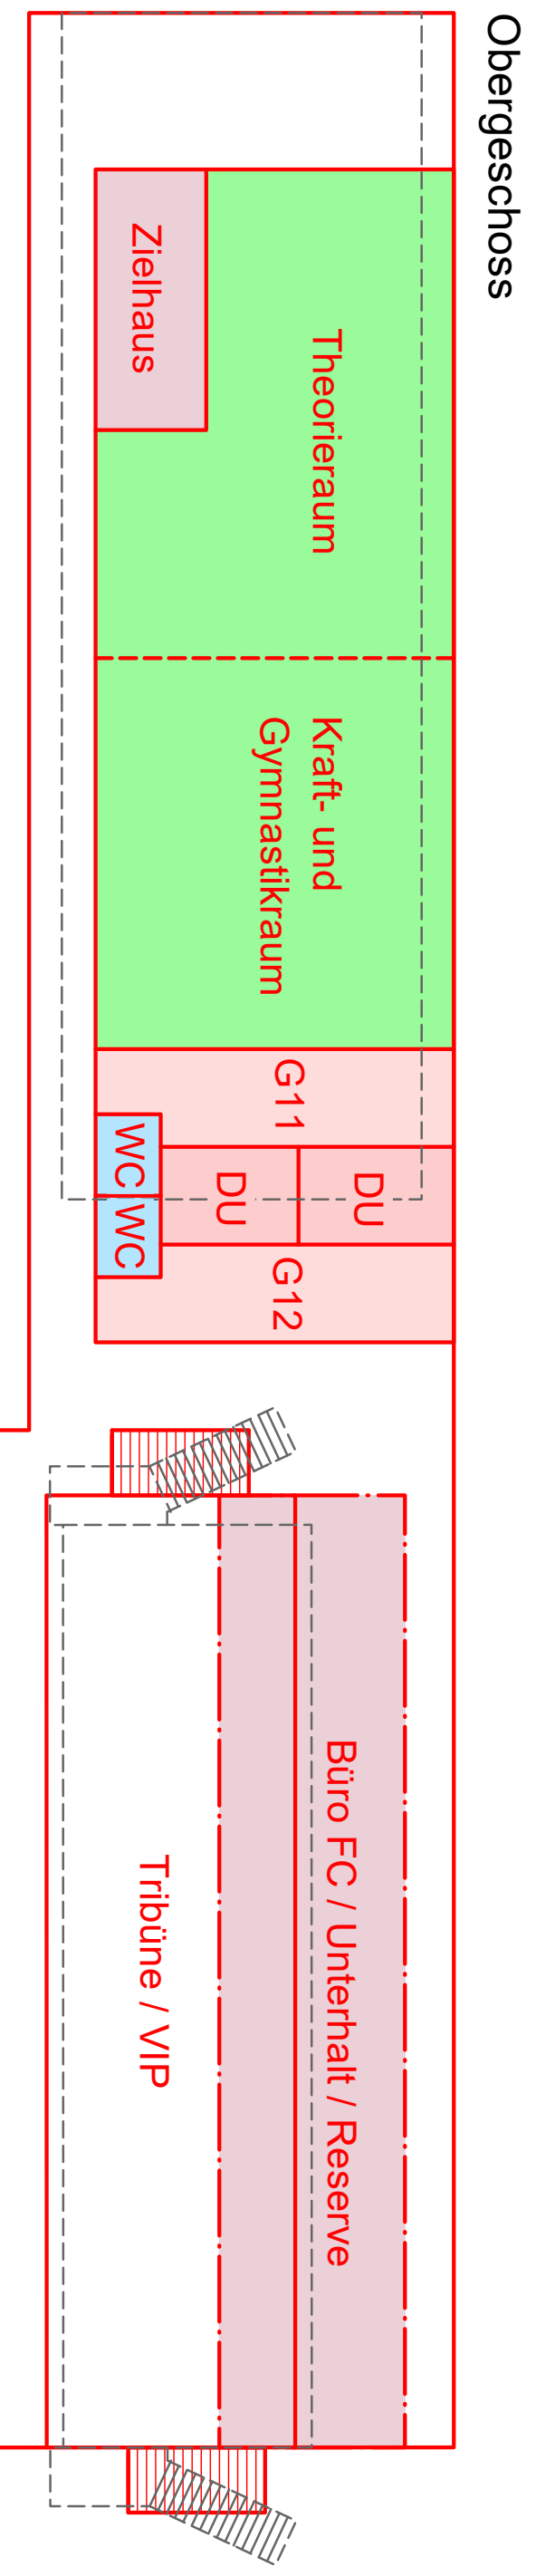 Obergeschoss
Zielhaus
Theorieraum
Kraft- und
Gymnastikraum
G11
WC
WC
DU
DU
G12
Büro FC / Unterhalt / Reserve
Tribüne / VIP